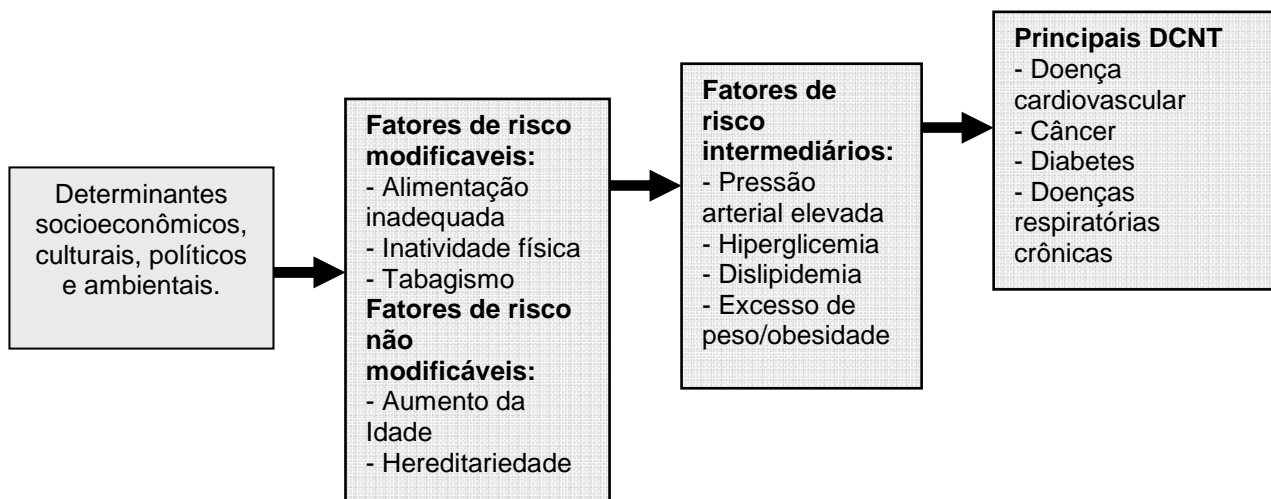 Determinantes
socioeconômicos,
culturais, políticos
e ambientais.
Fatores de risco
modificaveis:
- Alimentação
inadequada
- Inatividade física
- Tabagismo
Fatores de risco
não
modificáveis:
- Aumento da
Idade
- Hereditariedade
Fatores de
risco
intermediários:
- Pressão
arterial elevada
- Hiperglicemia
- Dislipidemia
- Excesso de
peso/obesidade
Principais DCNT
- Doença
cardiovascular
- Câncer
- Diabetes
- Doenças
respiratórias
crônicas